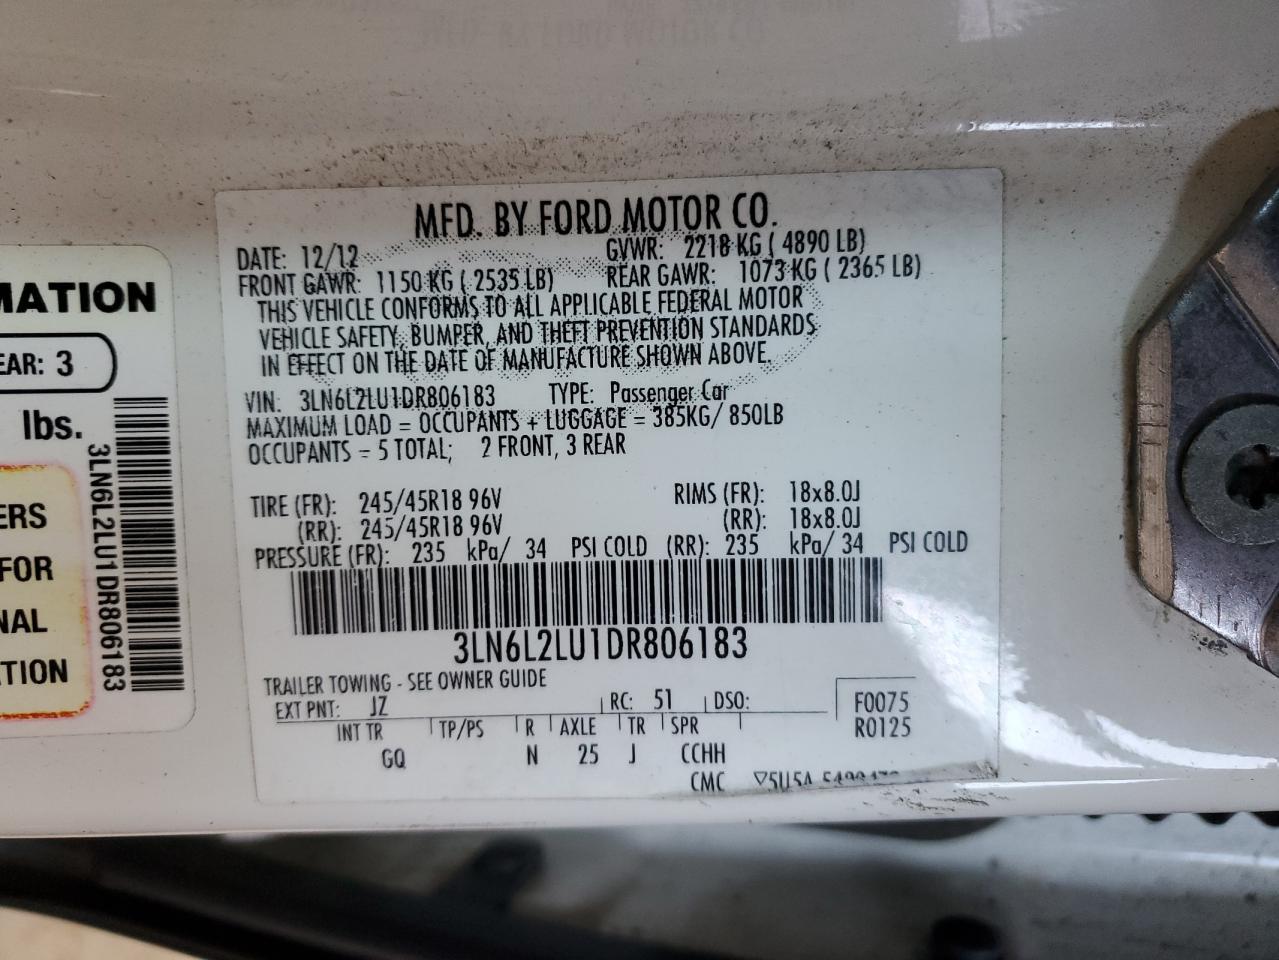 MFD. BY FORD MOTOR CO.
DATE: 12/12 GVWR: 2218 KG ( 4890 LB)
FRONT GAWR: 1150 KG ( 2535 LB) REAR GAWR: 1073 KG ( 2365 LB)
THIS VEHICLE CONFORMS TO ALL APPLICABLE FEDERAL MOTOR
VEHICLE SAFETY, BUMPER, AND THEFT PREVENTION STANDARDS
IN EFFECT ON THE DATE OF MANUFACTURE SHOWN ABOVE.
VIN: 3LN6L2LU1DR806183 TYPE: Passenger Car
MAXIMUM LOAD = OCCUPANTS + LUGGAGE = 385KG/ 850LB
OCCUPANTS = 5 TOTAL; 2 FRONT, 3 REAR
TIRE (FR): 245/45R18 96V RIMS (FR): 18x8.0J
(RR): 245/45R18 96V (RR): 18x8.0J
PRESSURE (FR): 235 kPa/ 34 PSI COLD (RR): 235 kPa/ 34 PSI COLD
3LN6L2LU1DR806183
TRAILER TOWING - SEE OWNER GUIDE
EXT PNT: JZ RC: 51 DSO: F0075
INT TR TP/PS R AXLE TR SPR R0125
GQ N 25 J CCHH
CMC
MATION
EAR: 3
lbs.
ERS
FOR
NAL
TION
3LN6L2LU1DR806183